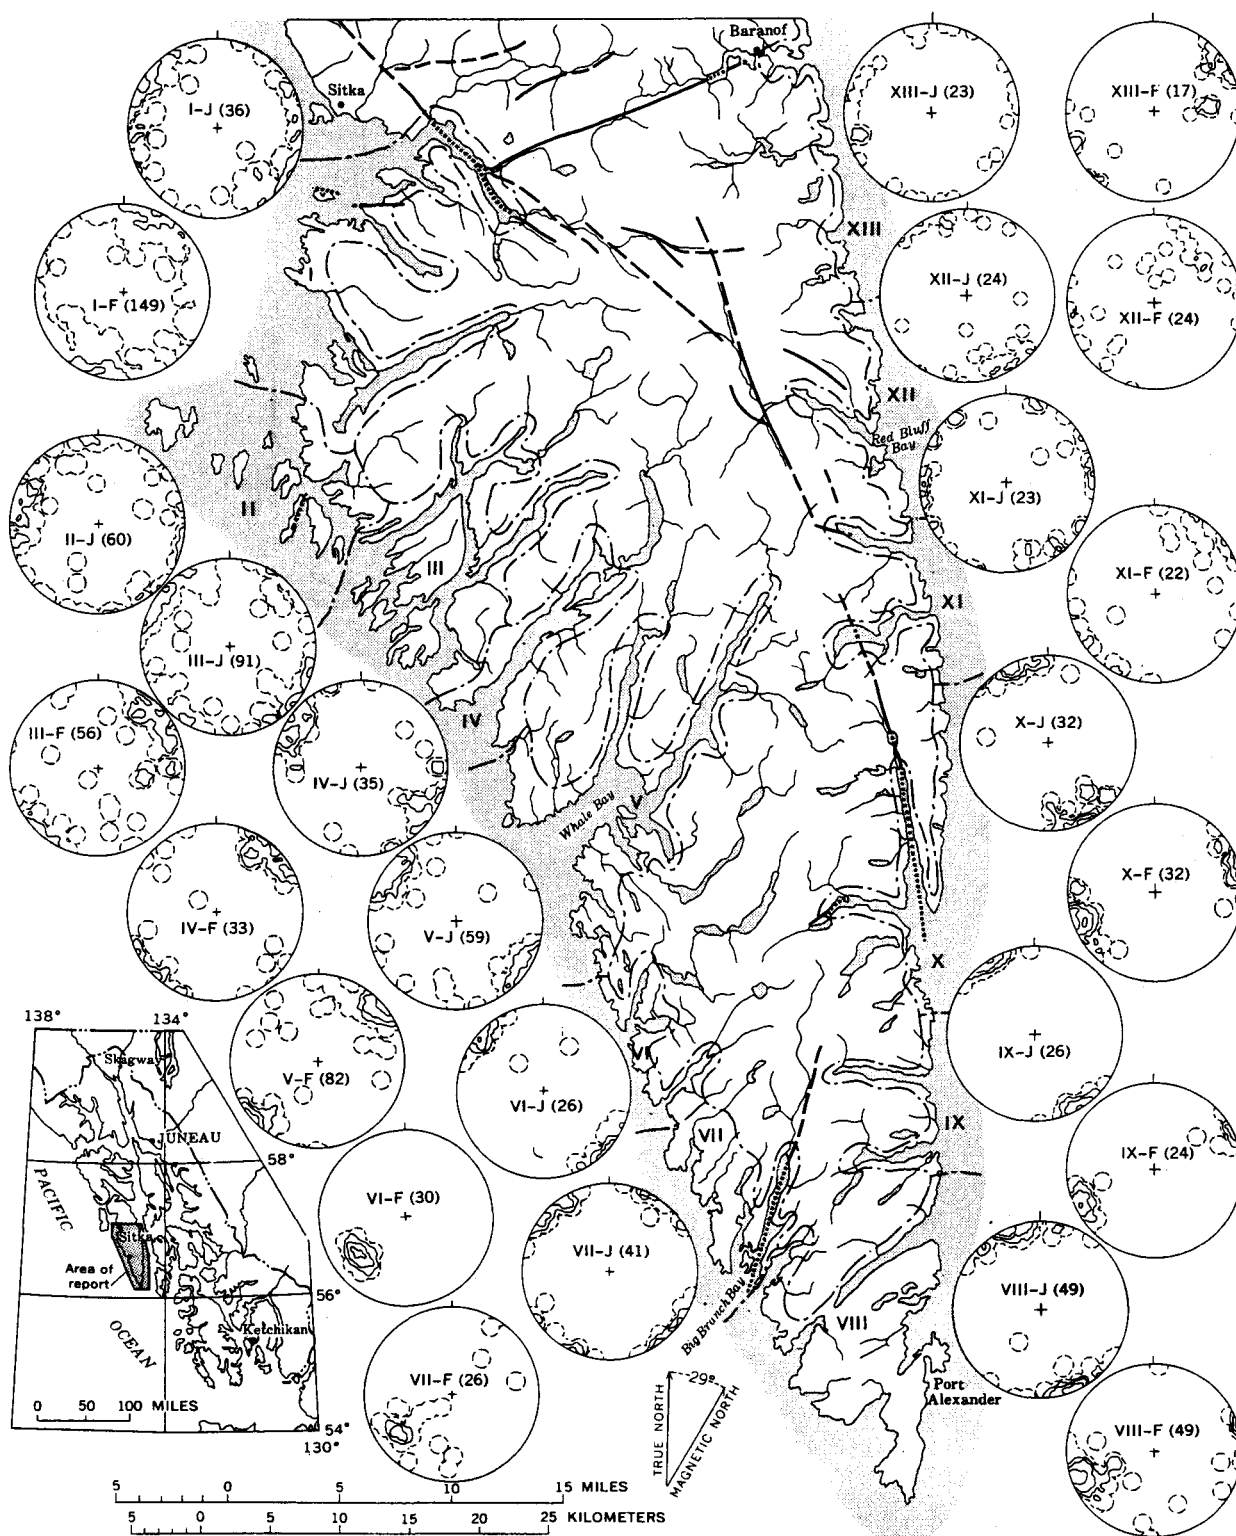 Baranof
Sitka
I–J (36)
XIII–J (23)
XIII–F (17)
I–F (149)
XIII
XII–J (24)
XII–F (24)
XII
Red Bluff
Bay
II
II–J (60)
XI–J (23)
XI–F (22)
III
XI
III–J (91)
III–F (56)
IV
IV–J (35)
X–J (32)
Whale Bay
V
X–F (32)
IV–F (33)
V–J (59)
X
138°
134°
Skagway
V–F (82)
VI
VI–J (26)
IX–J (26)
JUNEAU
58°
VII
IX
IX–F (24)
PACIFIC
VI–F (30)
Sitka
Area of
report
VII–J (41)
Big Branch Bay
VIII–J (49)
56°
OCEAN
Ketchikan
VIII
VII–F (26)
29°
TRUE NORTH
MAGNETIC NORTH
Port
Alexander
0 50 100 MILES
54°
130°
VIII–F (49)
5 0 5 10 15 MILES
5 0 5 10 15 20 25 KILOMETERS